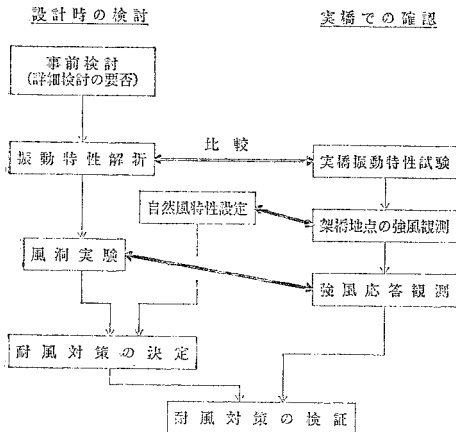 設計時の検討
実橋での確認
事前検討
(詳細検討の要否)
振動特性解析
比較
実橋振動特性試験
自然風特性設定
架橋地点の強風観測
風洞実験
強風応答観測
耐風対策の決定
耐風対策の検証